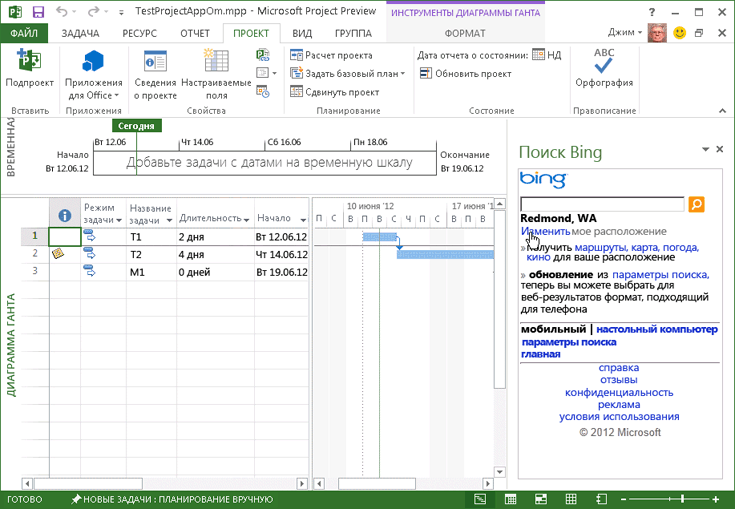 TestProjectAppOm.mpp - Microsoft Project Preview
ИНСТРУМЕНТЫ ДИАГРАММЫ ГАНТА
ФАЙЛ ЗАДАЧА РЕСУРС ОТЧЕТ ПРОЕКТ ВИД ГРУППА ФОРМАТ Джим
Подпроект
Приложения для Office
Сведения о проекте
Настраиваемые поля
Расчет проекта
Задать базовый план
Сдвинуть проект
Дата отчета о состоянии: НД
Обновить проект
ABC
Орфография
Вставить Приложения Свойства Планирование Состояние Правописание
ВРЕМЕННАЯ
Сегодня
Вт 12.06 Чт 14.06 Сб 16.06 Пн 18.06
Начало
Вт 12.06.12
Добавьте задачи с датами на временную шкалу
Окончание
Вт 19.06.12
ДИАГРАММА ГАНТА
Режим задачи Название задачи Длительность Начало
10 июня '12 17 июня '12
П С В П В С Ч П С В П В
1 T1 2 дня Вт 12.06.12
2 T2 4 дня Чт 14.06.12
3 M1 0 дней Вт 19.06.12
Поиск Bing
bing
Redmond, WA
Изменить мое расположение
» Получить маршруты, карта, погода,
кино для ваше расположение
» обновление из параметры поиска,
теперь вы можете выбрать для
веб-результатов формат, подходящий
для телефона
мобильный | настольный компьютер
параметры поиска
главная
справка
отзывы
конфиденциальность
реклама
условия использования
© 2012 Microsoft
ГОТОВО НОВЫЕ ЗАДАЧИ : ПЛАНИРОВАНИЕ ВРУЧНУЮ